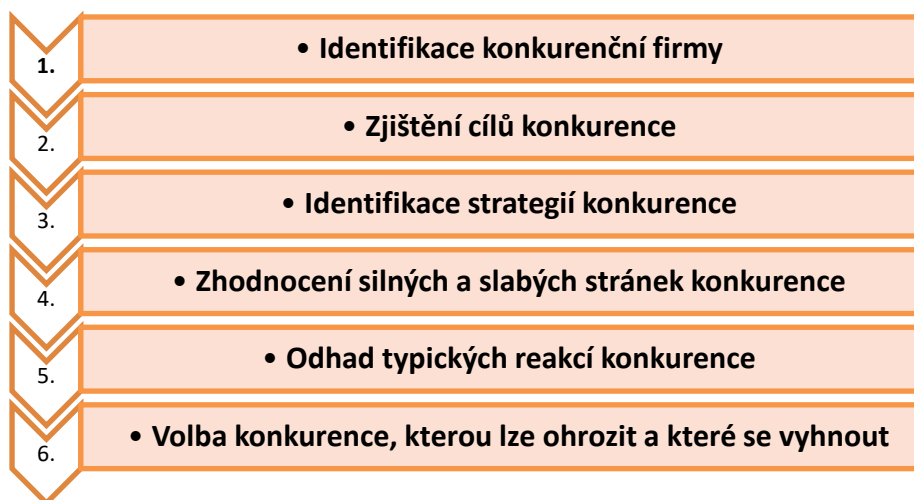 1. • Identifikace konkurenční firmy
2. • Zjištění cílů konkurence
3. • Identifikace strategií konkurence
4. • Zhodnocení silných a slabých stránek konkurence
5. • Odhad typických reakcí konkurence
6. • Volba konkurence, kterou lze ohrozit a které se vyhnout